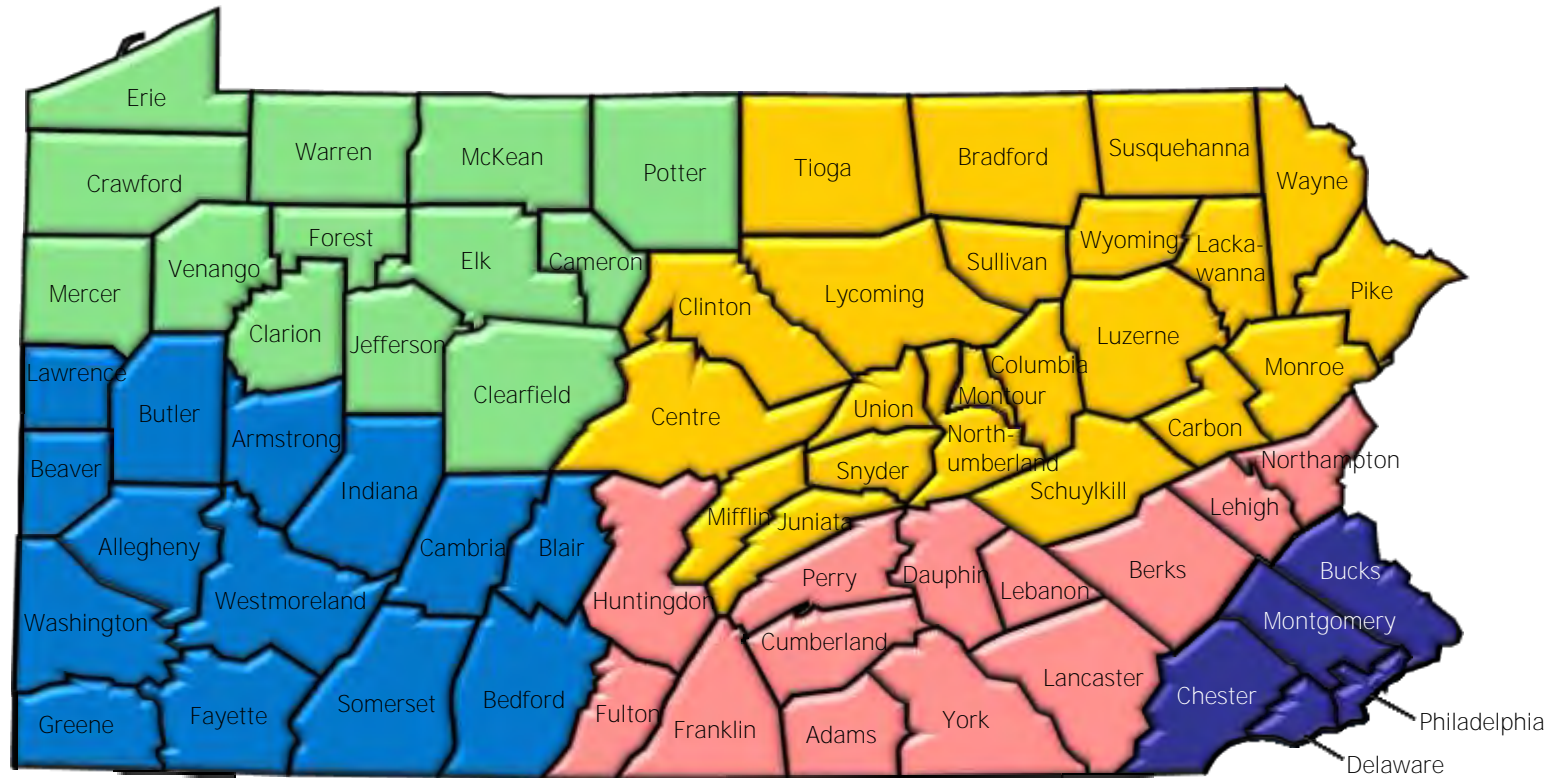 Erie
Warren
McKean
Potter
Tioga
Bradford
Susquehanna
Wayne
Crawford
Forest
Elk
Cameron
Venango
Mercer
Clinton
Lycoming
Sullivan
Wyoming
Lacka-
wanna
Pike
Clarion
Jefferson
Luzerne
Columbia
Monroe
Lawrence
Butler
Clearfield
Centre
Union
Montour
Carbon
Armstrong
North-
umberland
Beaver
Indiana
Snyder
Schuylkill
Northampton
Lehigh
Mifflin
Juniata
Allegheny
Cambria
Blair
Perry
Dauphin
Lebanon
Berks
Bucks
Washington
Westmoreland
Huntingdon
Cumberland
Montgomery
Greene
Fayette
Somerset
Bedford
Fulton
Franklin
Adams
York
Lancaster
Chester
Philadelphia
Delaware